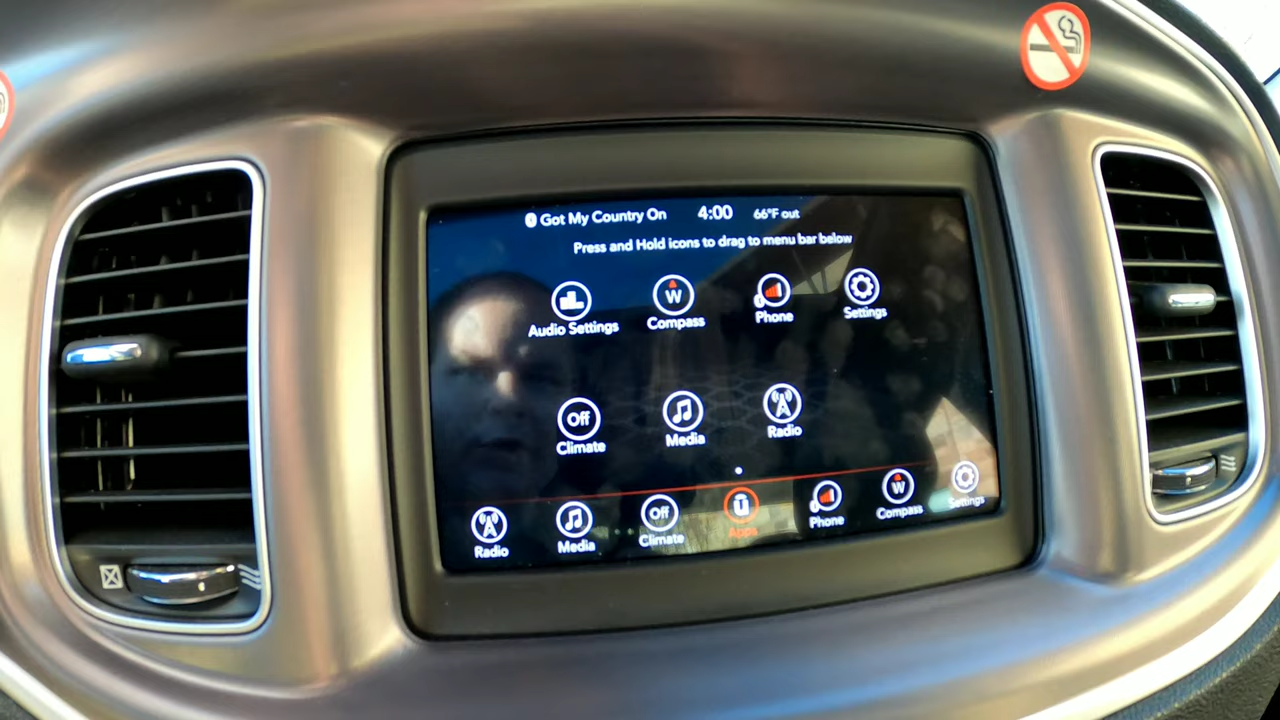 Got My Country On 4:00 66°F out
Press and Hold icons to drag to menu bar below
W
Audio Settings Compass Phone Settings
Off
Climate Media Radio
Off W
Radio Media Climate Apps Phone Compass Settings